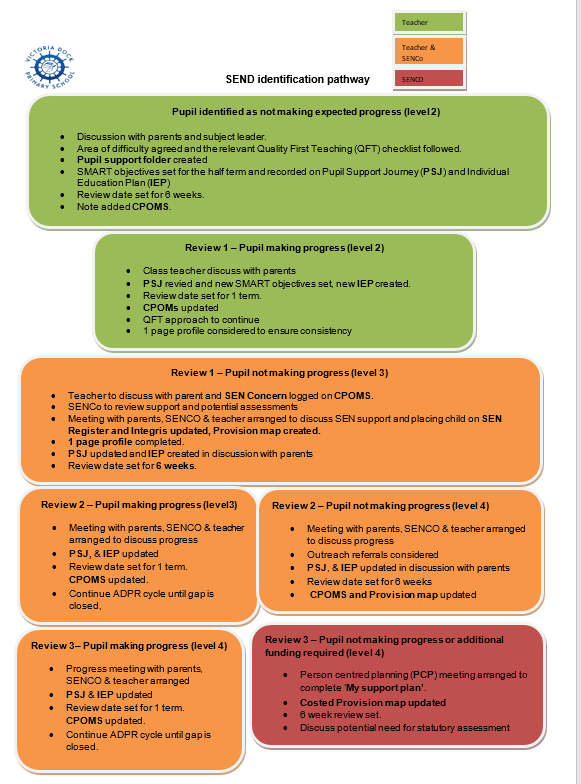 Teacher
Teacher &
SENCo
SENCO
VICTORIA DOCK
PRIMARY SCHOOL
SEND identification pathway
Pupil identified as not making expected progress (level 2)
• Discussion with parents and subject leader.
• Area of difficulty agreed and the relevant Quality First Teaching (QFT) checklist followed.
• Pupil support folder created
• SMART objectives set for the half term and recorded on Pupil Support Journey (PSJ) and Individual
Education Plan (IEP)
• Review date set for 6 weeks.
• Note added CPOMS.
Review 1 – Pupil making progress (level 2)
• Class teacher discuss with parents
• PSJ revied and new SMART objectives set, new IEP created.
• Review date set for 1 term.
• CPOMs updated
• QFT approach to continue
• 1 page profile considered to ensure consistency
Review 1 – Pupil not making progress (level 3)
• Teacher to discuss with parent and SEN Concern logged on CPOMS.
• SENCo to review support and potential assessments
• Meeting with parents, SENCO & teacher arranged to discuss SEN support and placing child on SEN
Register and Integris updated, Provision map created.
• 1 page profile completed.
• PSJ updated and IEP created in discussion with parents
• Review date set for 6 weeks.
Review 2 – Pupil making progress (level3)
• Meeting with parents, SENCO & teacher
arranged to discuss progress
• PSJ, & IEP updated
• Review date set for 1 term.
CPOMS updated.
• Continue ADPR cycle until gap is
closed,
Review 2 – Pupil not making progress (level 4)
• Meeting with parents, SENCO & teacher arranged
to discuss progress
• Outreach referrals considered
• PSJ, & IEP updated in discussion with parents
• Review date set for 6 weeks
• CPOMS and Provision map updated
Review 3– Pupil making progress (level 4)
• Progress meeting with parents,
SENCO & teacher arranged
• PSJ & IEP updated
• Review date set for 1 term.
CPOMS updated.
• Continue ADPR cycle until gap is
closed.
Review 3 – Pupil not making progress or additional
funding required (level 4)
• Person centred planning (PCP) meeting arranged to
complete 'My support plan'.
• Costed Provision map updated
• 6 week review set.
• Discuss potential need for statutory assessment